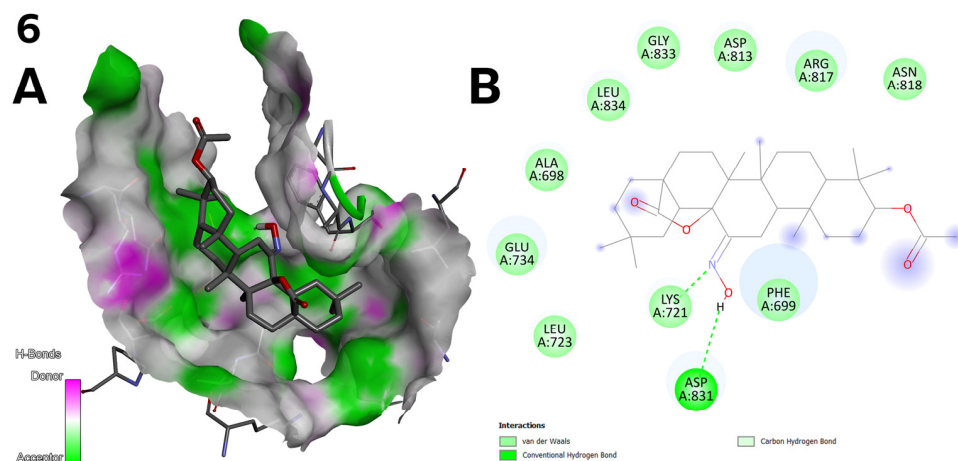 6
A
B
H-Bonds
Donor
Acceptor
GLY
A:833
ASP
A:813
ARG
A:817
ASN
A:818
LEU
A:834
ALA
A:698
GLU
A:734
LEU
A:723
LYS
A:721
PHE
A:699
ASP
A:831
O
O
N
O
H
O
O
Interactions
van der Waals
Conventional Hydrogen Bond
Carbon Hydrogen Bond